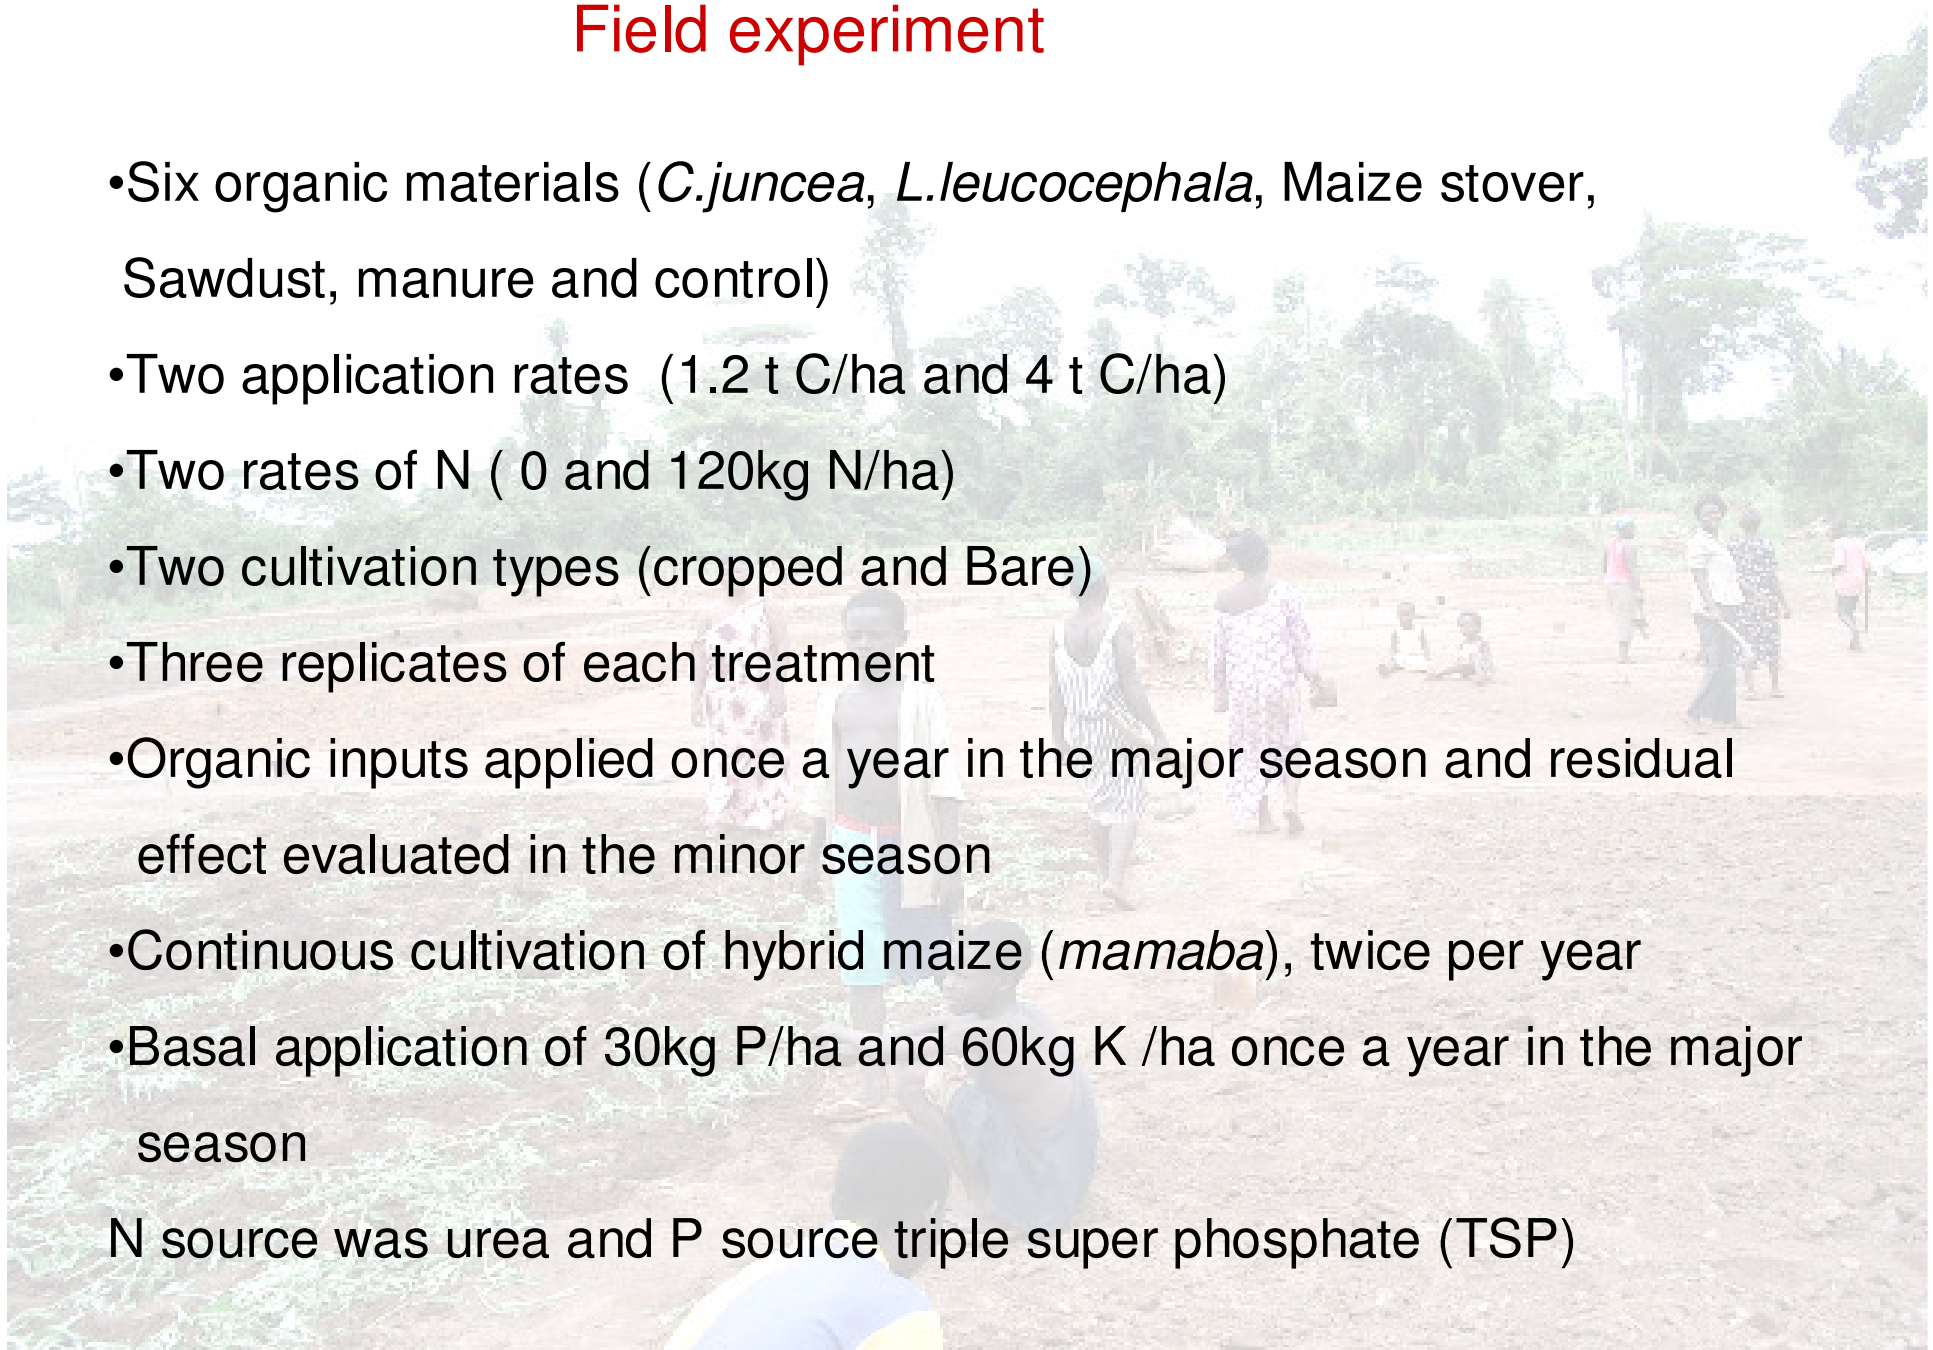 Field experiment
•Six organic materials (C.juncea, L.leucocephala, Maize stover,
Sawdust, manure and control)
•Two application rates (1.2 t C/ha and 4 t C/ha)
•Two rates of N ( 0 and 120kg N/ha)
•Two cultivation types (cropped and Bare)
•Three replicates of each treatment
•Organic inputs applied once a year in the major season and residual
effect evaluated in the minor season
•Continuous cultivation of hybrid maize (mamaba), twice per year
•Basal application of 30kg P/ha and 60kg K /ha once a year in the major
season
N source was urea and P source triple super phosphate (TSP)